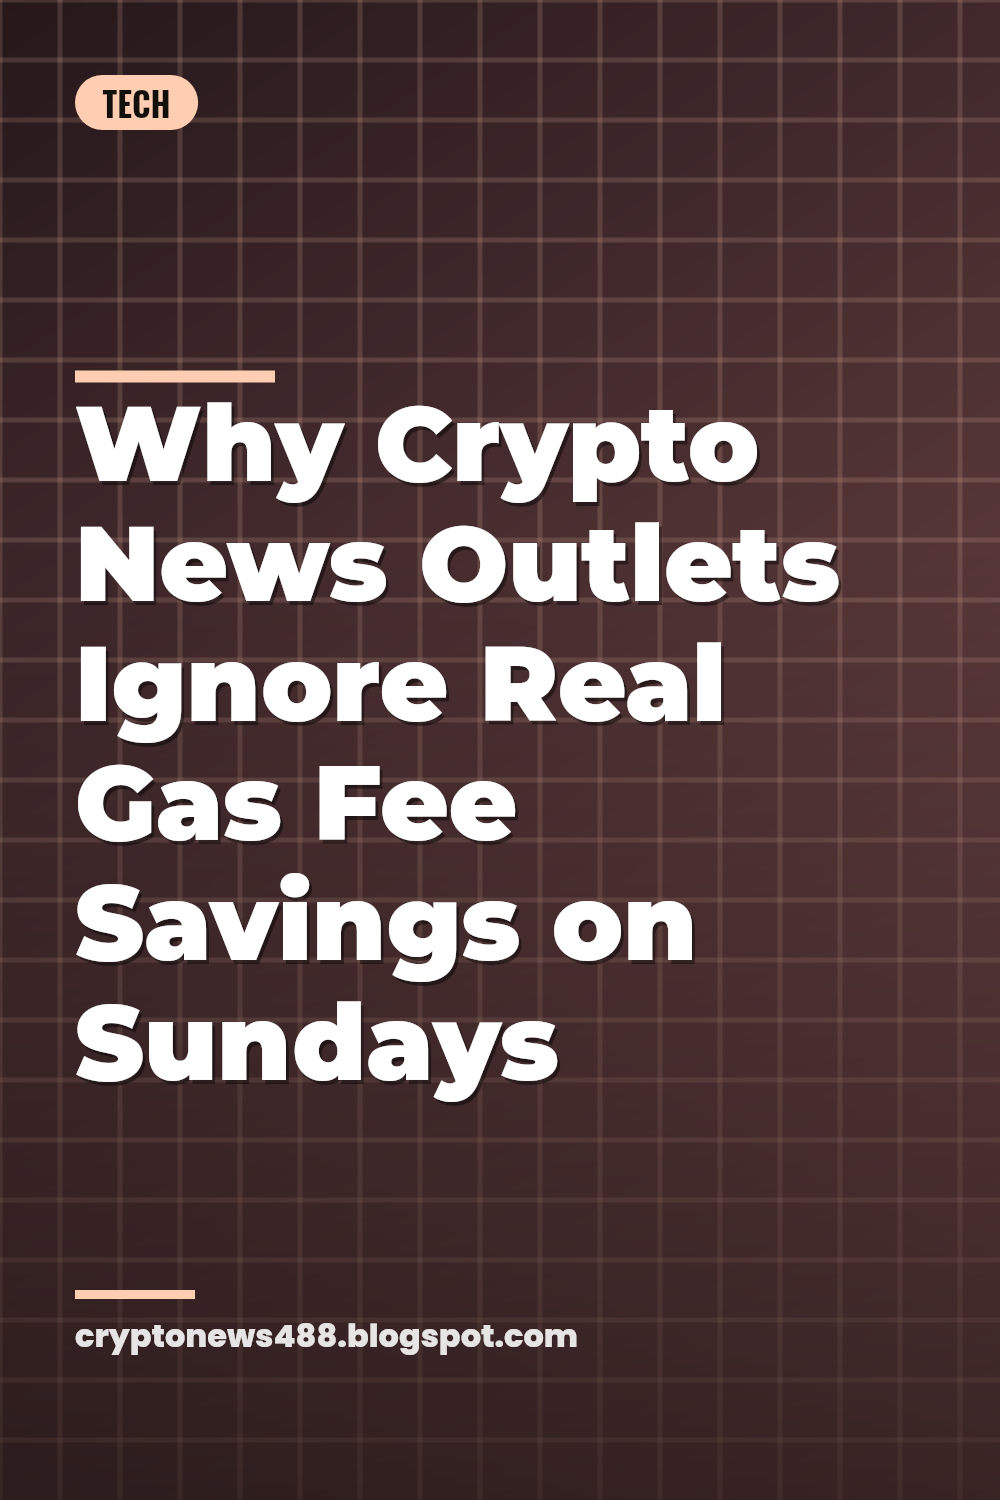 TECH
Why Crypto
News Outlets
Ignore Real
Gas Fee
Savings on
Sundays
cryptonews488.blogspot.com